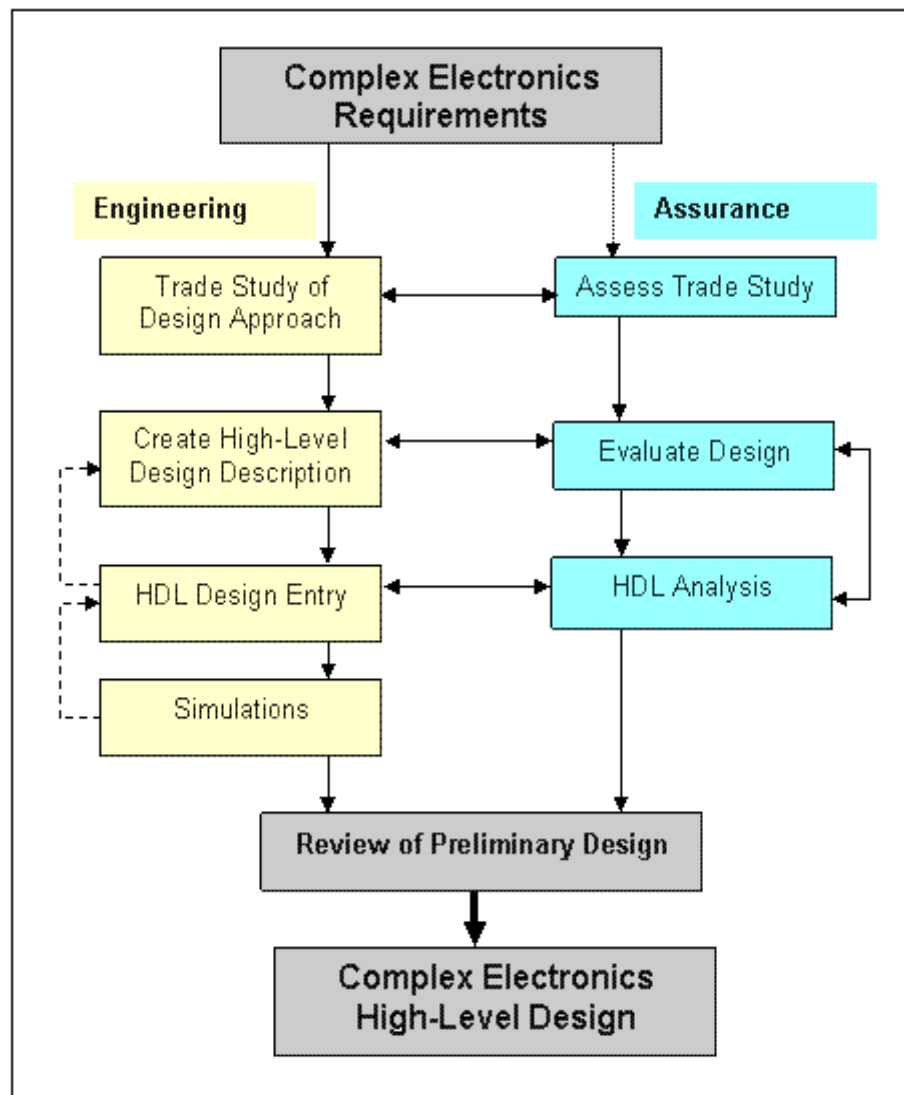 Complex Electronics
Requirements
Engineering
Assurance
Trade Study of
Design Approach
Assess Trade Study
Create High-Level
Design Description
Evaluate Design
HDL Design Entry
HDL Analysis
Simulations
Review of Preliminary Design
Complex Electronics
High-Level Design